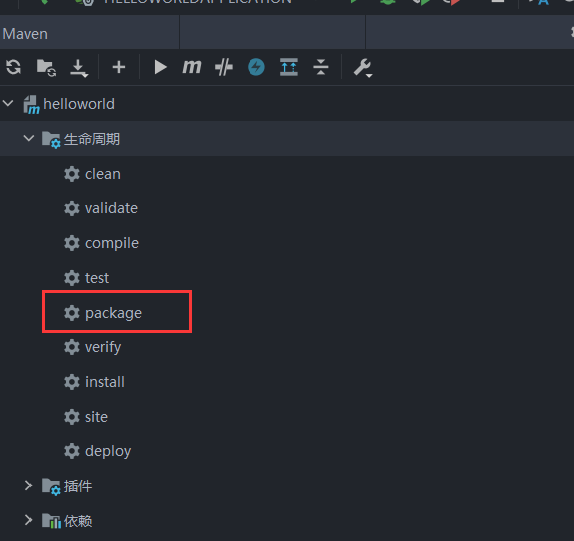 HELLOWORLDAPPLICATION
Maven
helloworld
生命周期
clean
validate
compile
test
package
verify
install
site
deploy
插件
依赖